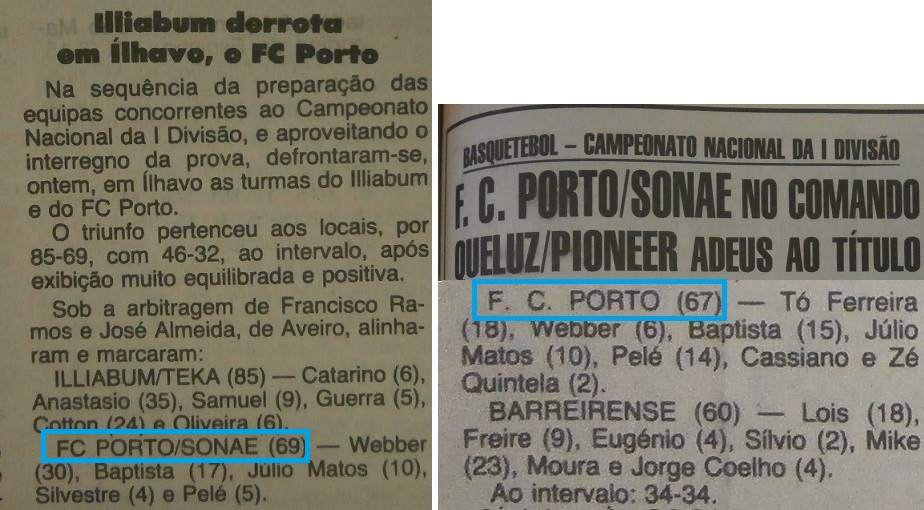 Illiabum derrota
em Ílhavo, o FC Porto
Na sequência da preparação das
equipas concorrentes ao Campeonato
Nacional da I Divisão, e aproveitando o
interregno da prova, defrontaram-se,
ontem, em Ílhavo as turmas do Illiabum
e do FC Porto.
O triunfo pertenceu aos locais, por
85-69, com 46-32, ao intervalo, após
exibição muito equilibrada e positiva.
Sob a arbitragem de Francisco Ra-
mos e José Almeida, de Aveiro, alinha-
ram e marcaram:
ILLIABUM/TEKA (85) — Catarino (6),
Anastasio (35), Samuel (9), Guerra (5),
Cotton (24) e Oliveira (6).
FC PORTO/SONAE (69) — Webber
(30), Baptista (17), Júlio Matos (10),
Silvestre (4) e Pelé (5).
BASQUETEBOL – CAMPEONATO NACIONAL DA I DIVISÃO
F. C. PORTO/SONAE NO COMANDO
QUELUZ/PIONEER ADEUS AO TÍTULO
F. C. PORTO (67) — Tó Ferreira
(18), Webber (6), Baptista (15), Júlio
Matos (10), Pelé (14), Cassiano e Zé
Quintela (2).
BARREIRENSE (60) — Lois (18),
Freire (9), Eugénio (4), Sílvio (2), Mike
(23), Moura e Jorge Coelho (4).
Ao intervalo: 34-34.